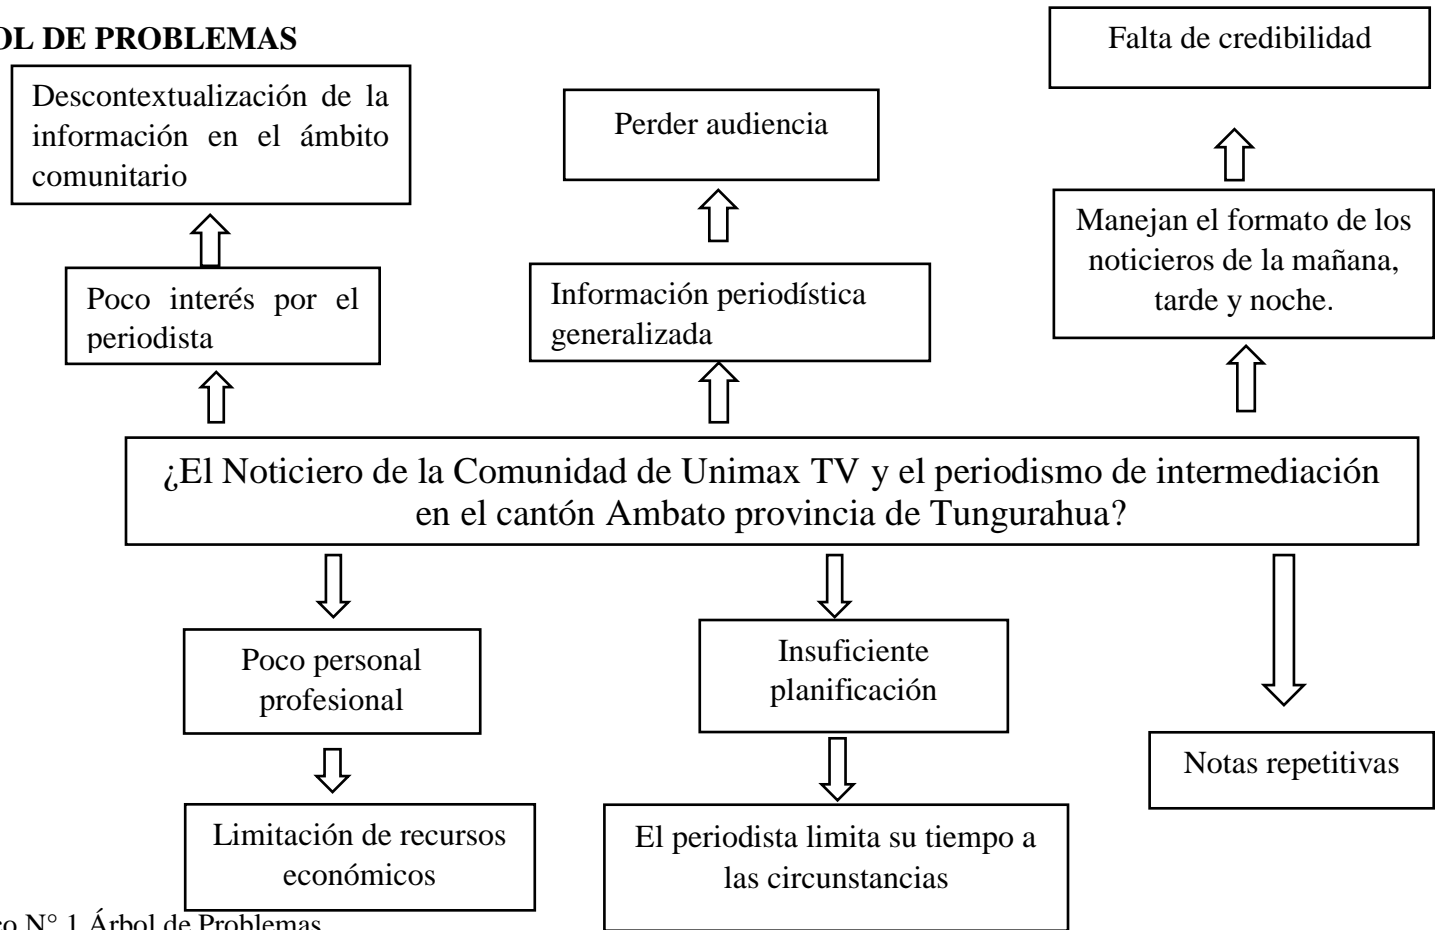 OL DE PROBLEMAS
Falta de credibilidad
Descontextualización de la
información en el ámbito
comunitario
Perder audiencia
Manejan el formato de los
noticieros de la mañana,
tarde y noche.
Poco interés por el
periodista
Información periodística
generalizada
¿El Noticiero de la Comunidad de Unimax TV y el periodismo de intermediación
en el cantón Ambato provincia de Tungurahua?
Poco personal
profesional
Insuficiente
planificación
Notas repetitivas
Limitación de recursos
económicos
El periodista limita su tiempo a
las circunstancias
co N° 1 Árbol de Problemas